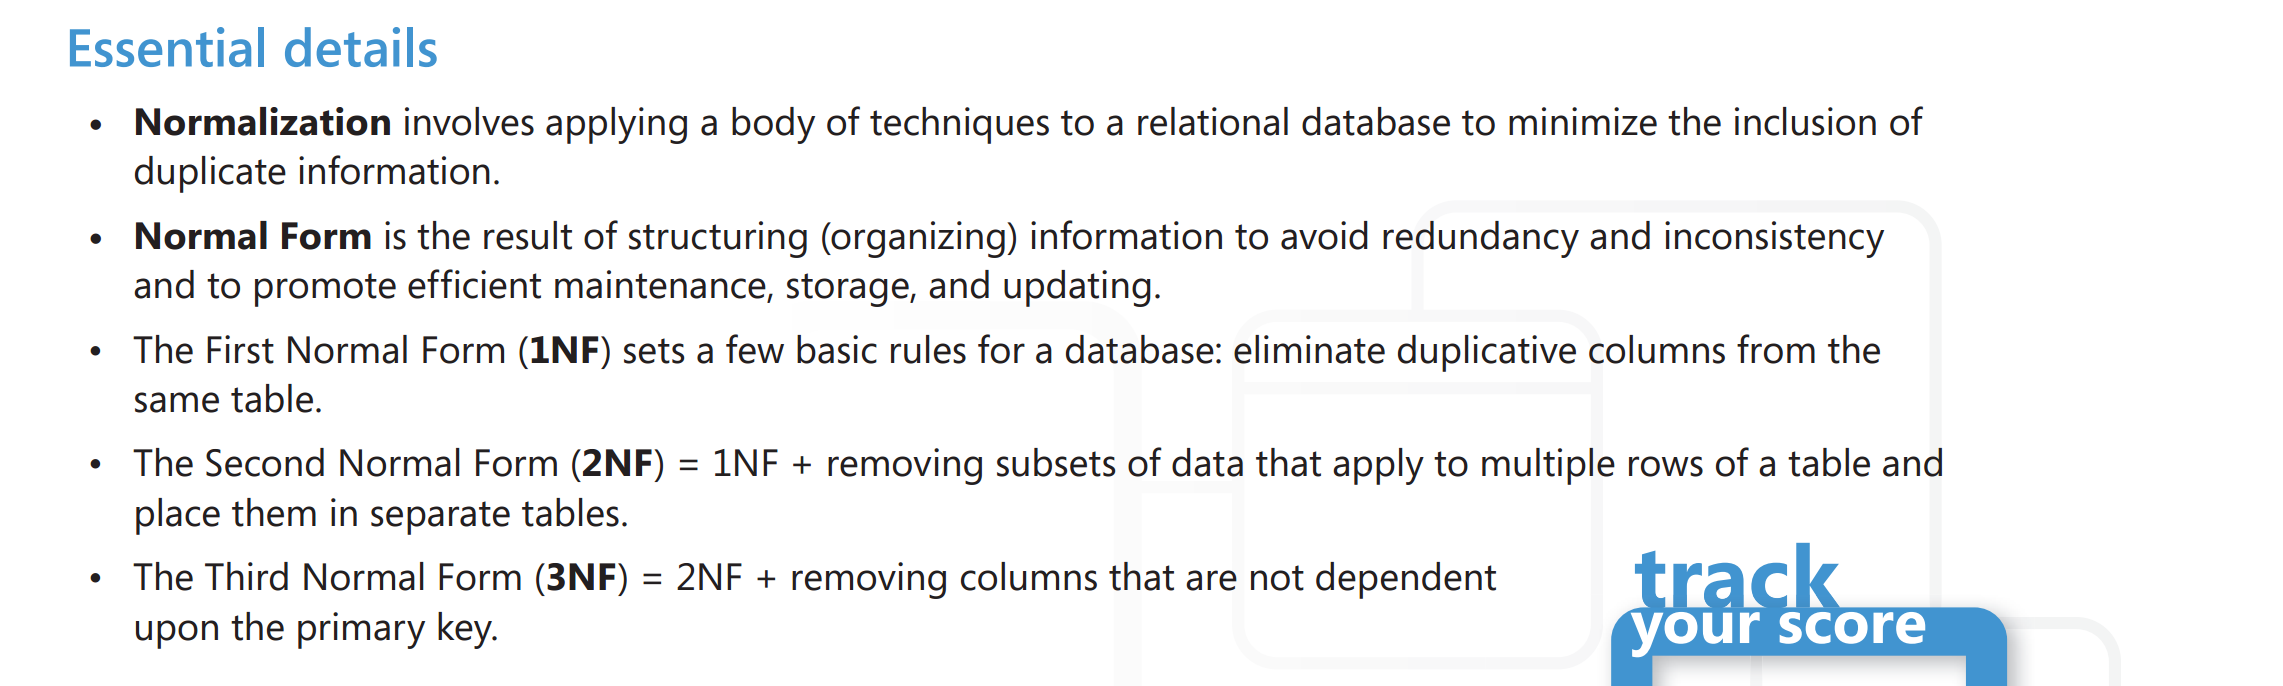 Essential details
• Normalization involves applying a body of techniques to a relational database to minimize the inclusion of
duplicate information.
• Normal Form is the result of structuring (organizing) information to avoid redundancy and inconsistency
and to promote efficient maintenance, storage, and updating.
• The First Normal Form (1NF) sets a few basic rules for a database: eliminate duplicative columns from the
same table.
• The Second Normal Form (2NF) = 1NF + removing subsets of data that apply to multiple rows of a table and
place them in separate tables.
• The Third Normal Form (3NF) = 2NF + removing columns that are not dependent
upon the primary key.
track
your score